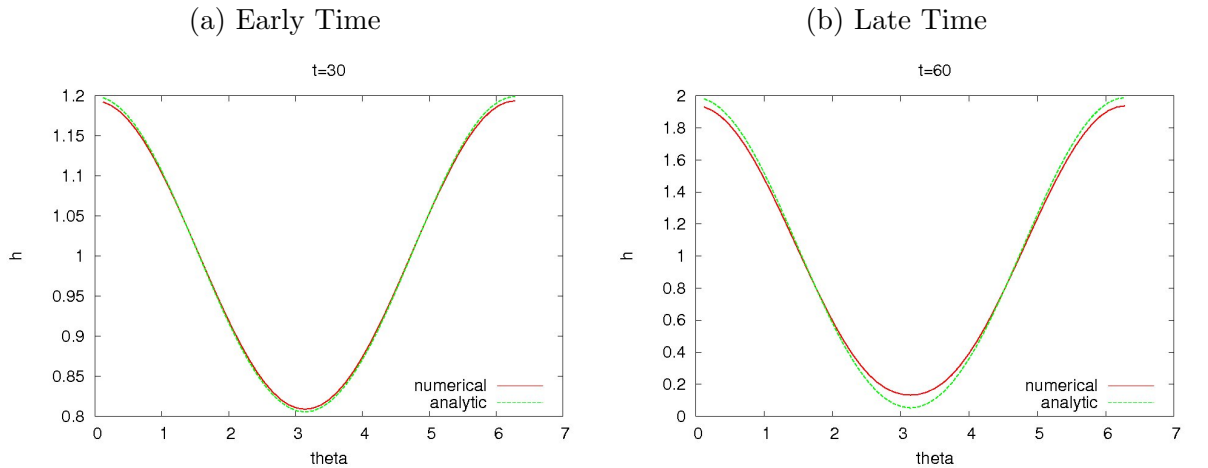 (a) Early Time
t=30
1.2
1.15
1.1
1.05
1
0.95
0.9
0.85
0.8
h
0 1 2 3 4 5 6 7
theta
numerical
analytic
(b) Late Time
t=60
2
1.8
1.6
1.4
1.2
1
0.8
0.6
0.4
0.2
0
h
0 1 2 3 4 5 6 7
theta
numerical
analytic